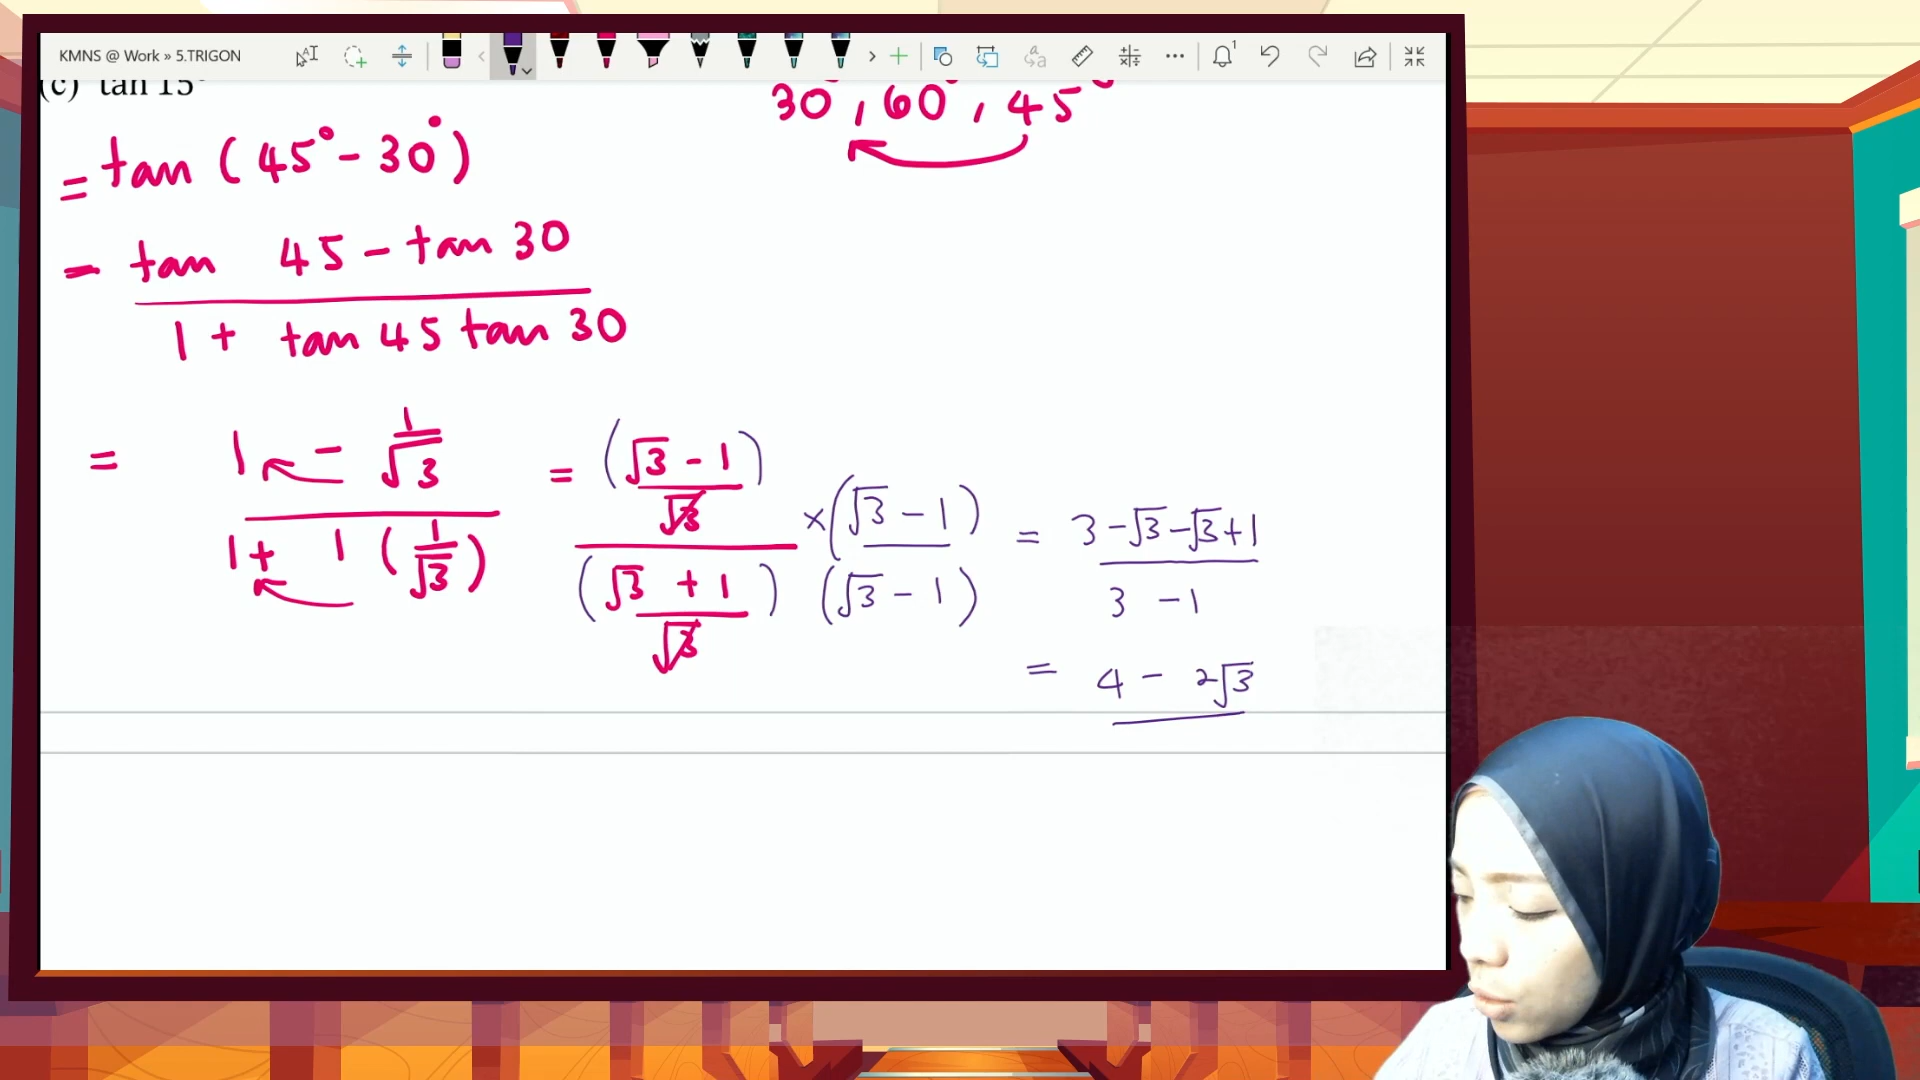 KMNS @ Work » 5.TRIGON
(c) tan 15°
30°, 60°, 45°
= tan (45° - 30°)
= tan 45 - tan 30
1 + tan 45 tan 30
= 1 - 1/√3
1 + 1 (1/√3)
= (√3 - 1)/√3
(√3 + 1)/√3
× (√3 - 1)
(√3 - 1)
= 3 - √3 - √3 + 1
3 - 1
= 4 - 2√3